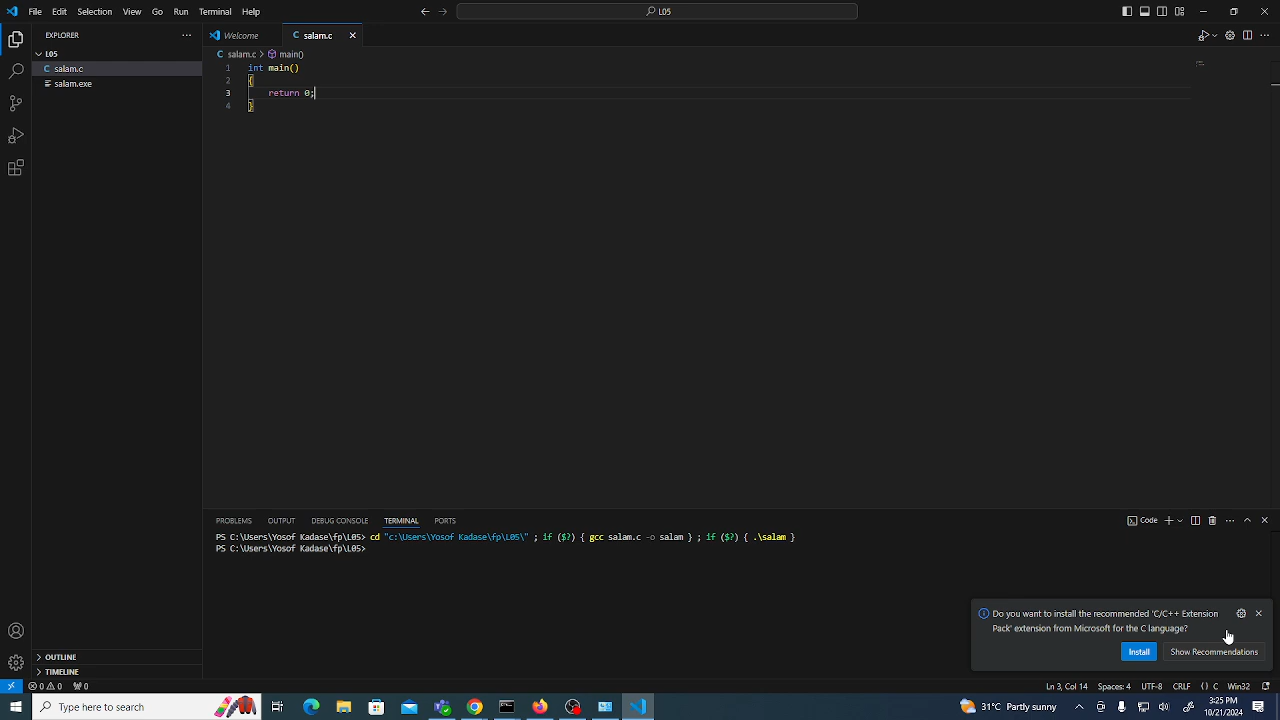 File Edit Selection View Go Run Terminal Help
L05
EXPLORER
Welcome
salam.c
L05
salam.c
salam.exe
salam.c > main()
1 int main()
2 {
3 return 0;
4 }
PROBLEMS OUTPUT DEBUG CONSOLE TERMINAL PORTS
Code
PS C:\Users\Yosof Kadase\fp\L05> cd "c:\Users\Yosof Kadase\fp\L05\" ; if ($?) { gcc salam.c -o salam } ; if ($?) { .\salam }
PS C:\Users\Yosof Kadase\fp\L05>
Do you want to install the recommended 'C/C++ Extension
Pack' extension from Microsoft for the C language?
Install
Show Recommendations
OUTLINE
TIMELINE
0 0 0
Ln 3, Col 14 Spaces: 4 UTF-8 CRLF {} C Win32
Type here to search
31°C Partly sunny
3:25 PM
10/21/2024